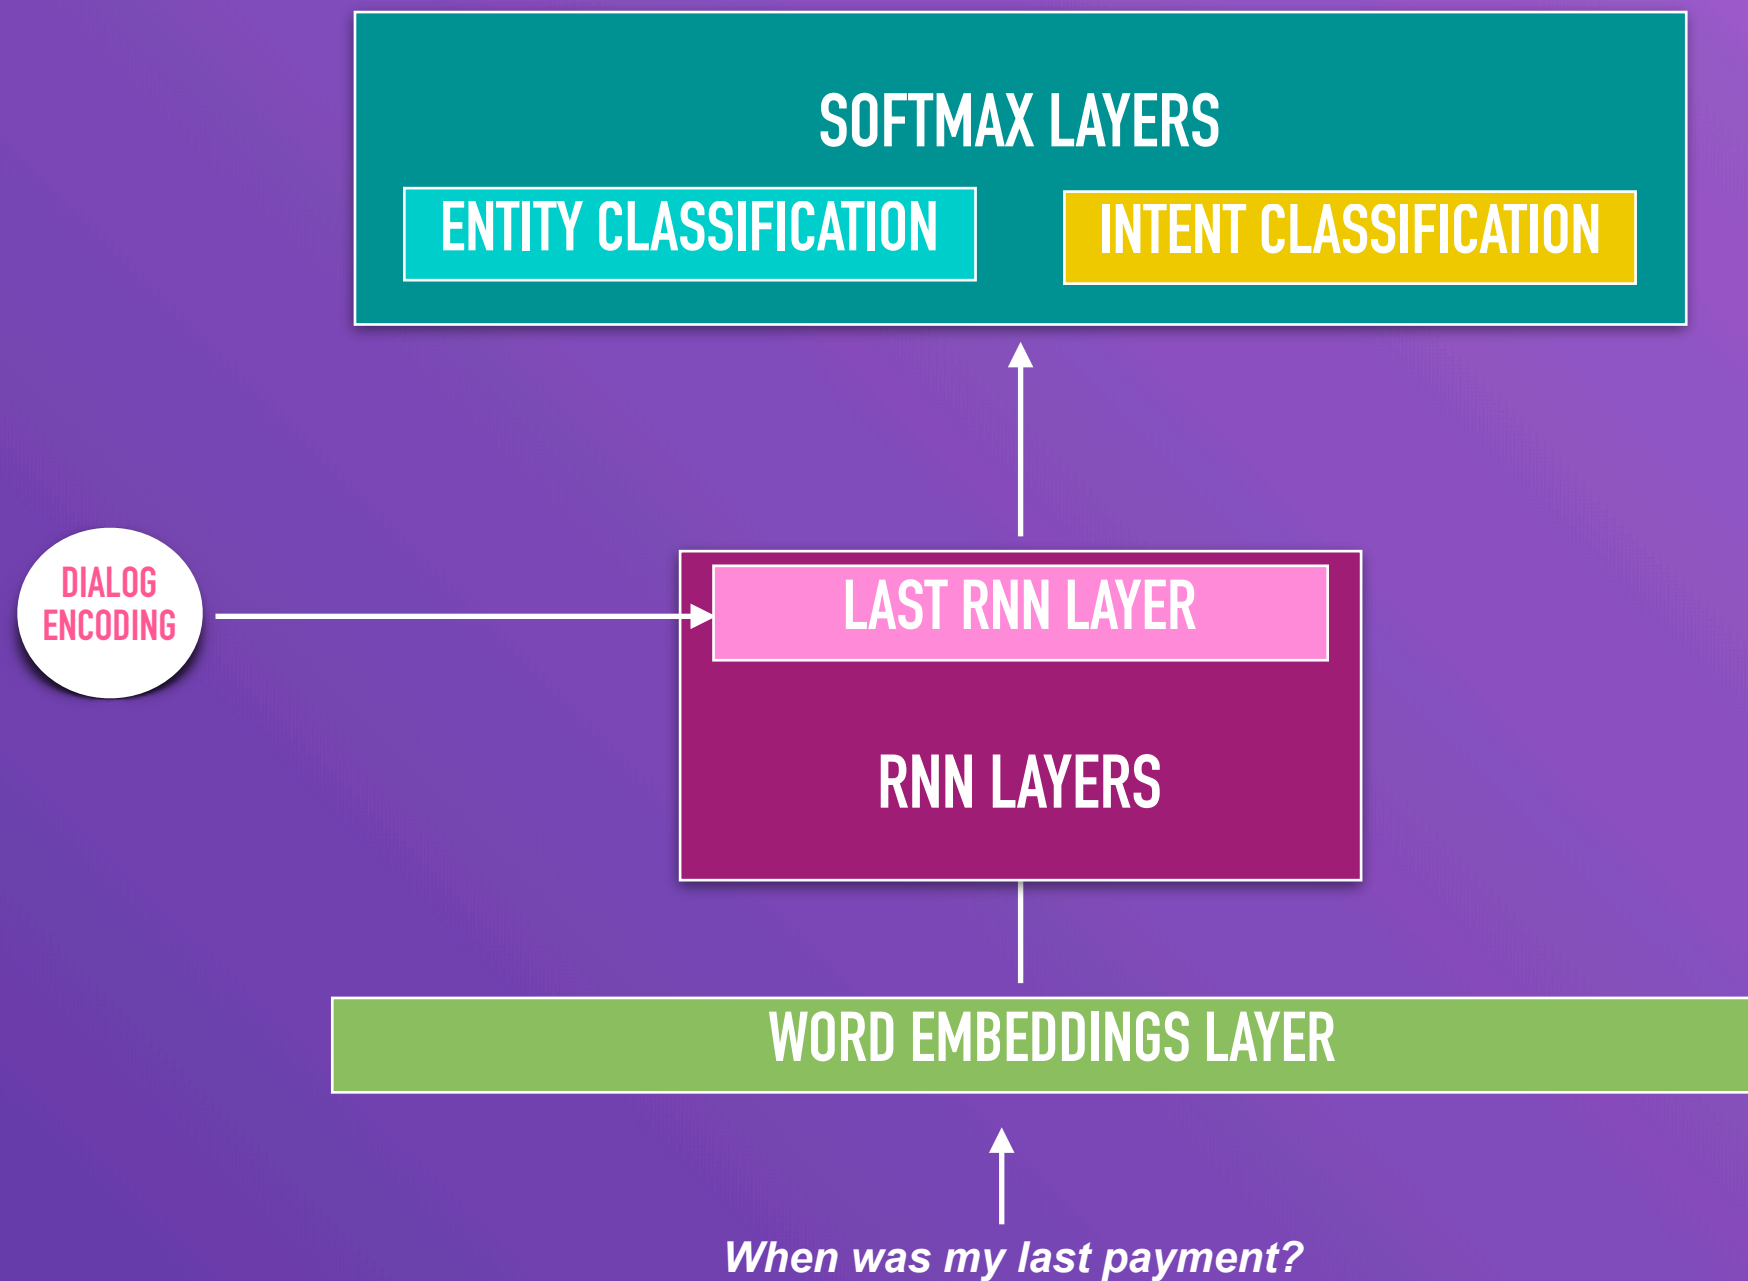 SOFTMAX LAYERS
ENTITY CLASSIFICATION
INTENT CLASSIFICATION
DIALOG
ENCODING
LAST RNN LAYER
RNN LAYERS
WORD EMBEDDINGS LAYER
When was my last payment?